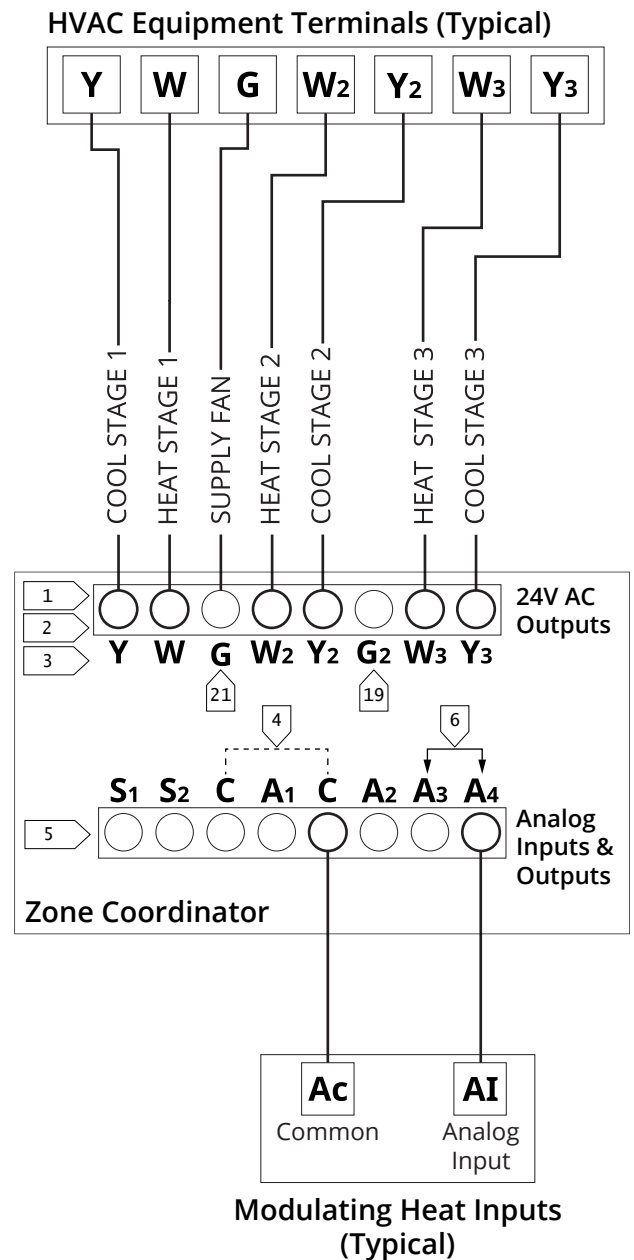 HVAC Equipment Terminals (Typical)
Y W G W2 Y2 W3 Y3
COOL STAGE 1
HEAT STAGE 1
SUPPLY FAN
HEAT STAGE 2
COOL STAGE 2
HEAT STAGE 3
COOL STAGE 3
1
2
3
24V AC
Outputs
Y W G W2 Y2 G2 W3 Y3
21
19
4
6
S1 S2 C A1 C A2 A3 A4
5
Analog
Inputs &
Outputs
Zone Coordinator
Ac
Common
AI
Analog
Input
Modulating Heat Inputs
(Typical)